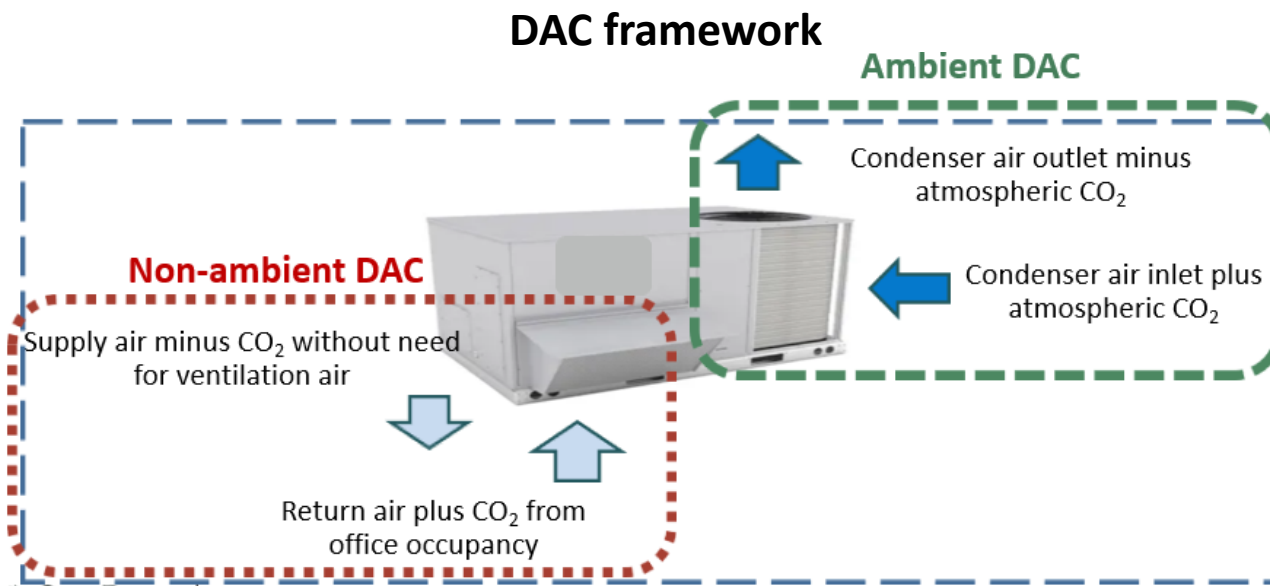 DAC framework
Ambient DAC
Condenser air outlet minus
atmospheric CO₂
Non-ambient DAC
Condenser air inlet plus
atmospheric CO₂
Supply air minus CO₂ without need
for ventilation air
Return air plus CO₂ from
office occupancy